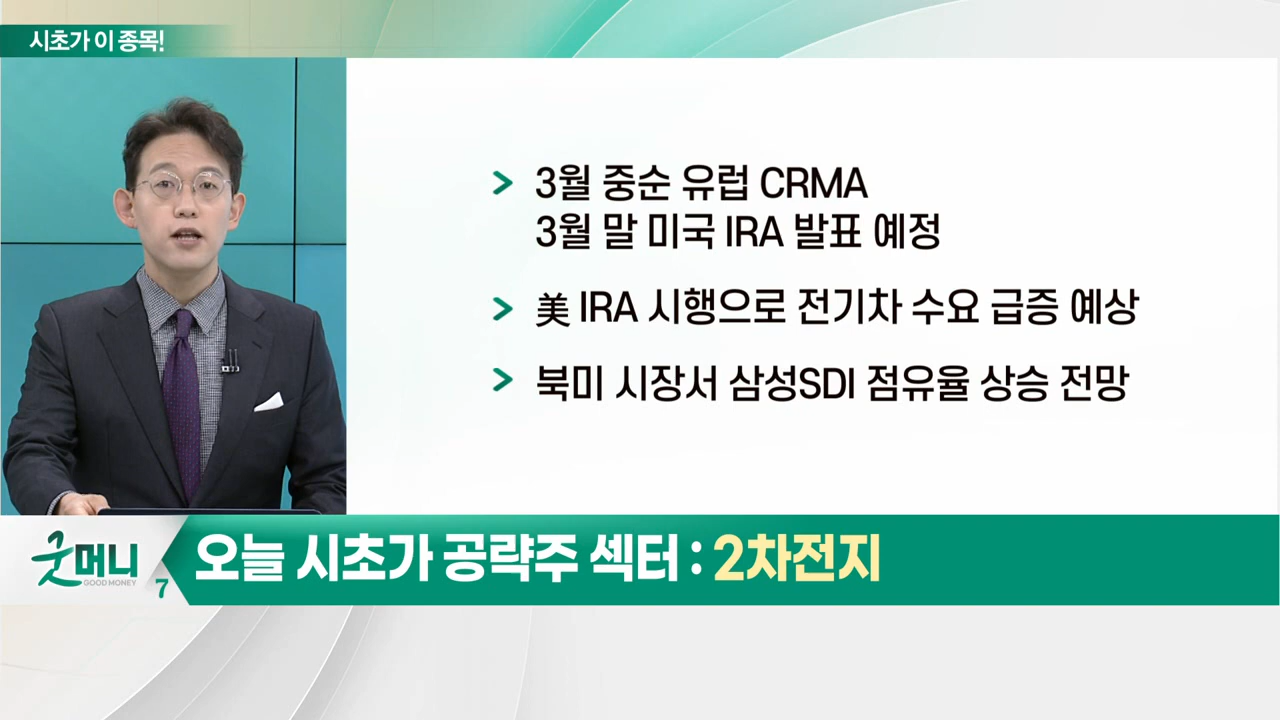 시초가 이 종목!
> 3월 중순 유럽 CRMA
3월 말 미국 IRA 발표 예정
> 美 IRA 시행으로 전기차 수요 급증 예상
> 북미 시장서 삼성SDI 점유율 상승 전망
굿머니
GOOD MONEY
7
오늘 시초가 공략주 섹터 : 2차전지